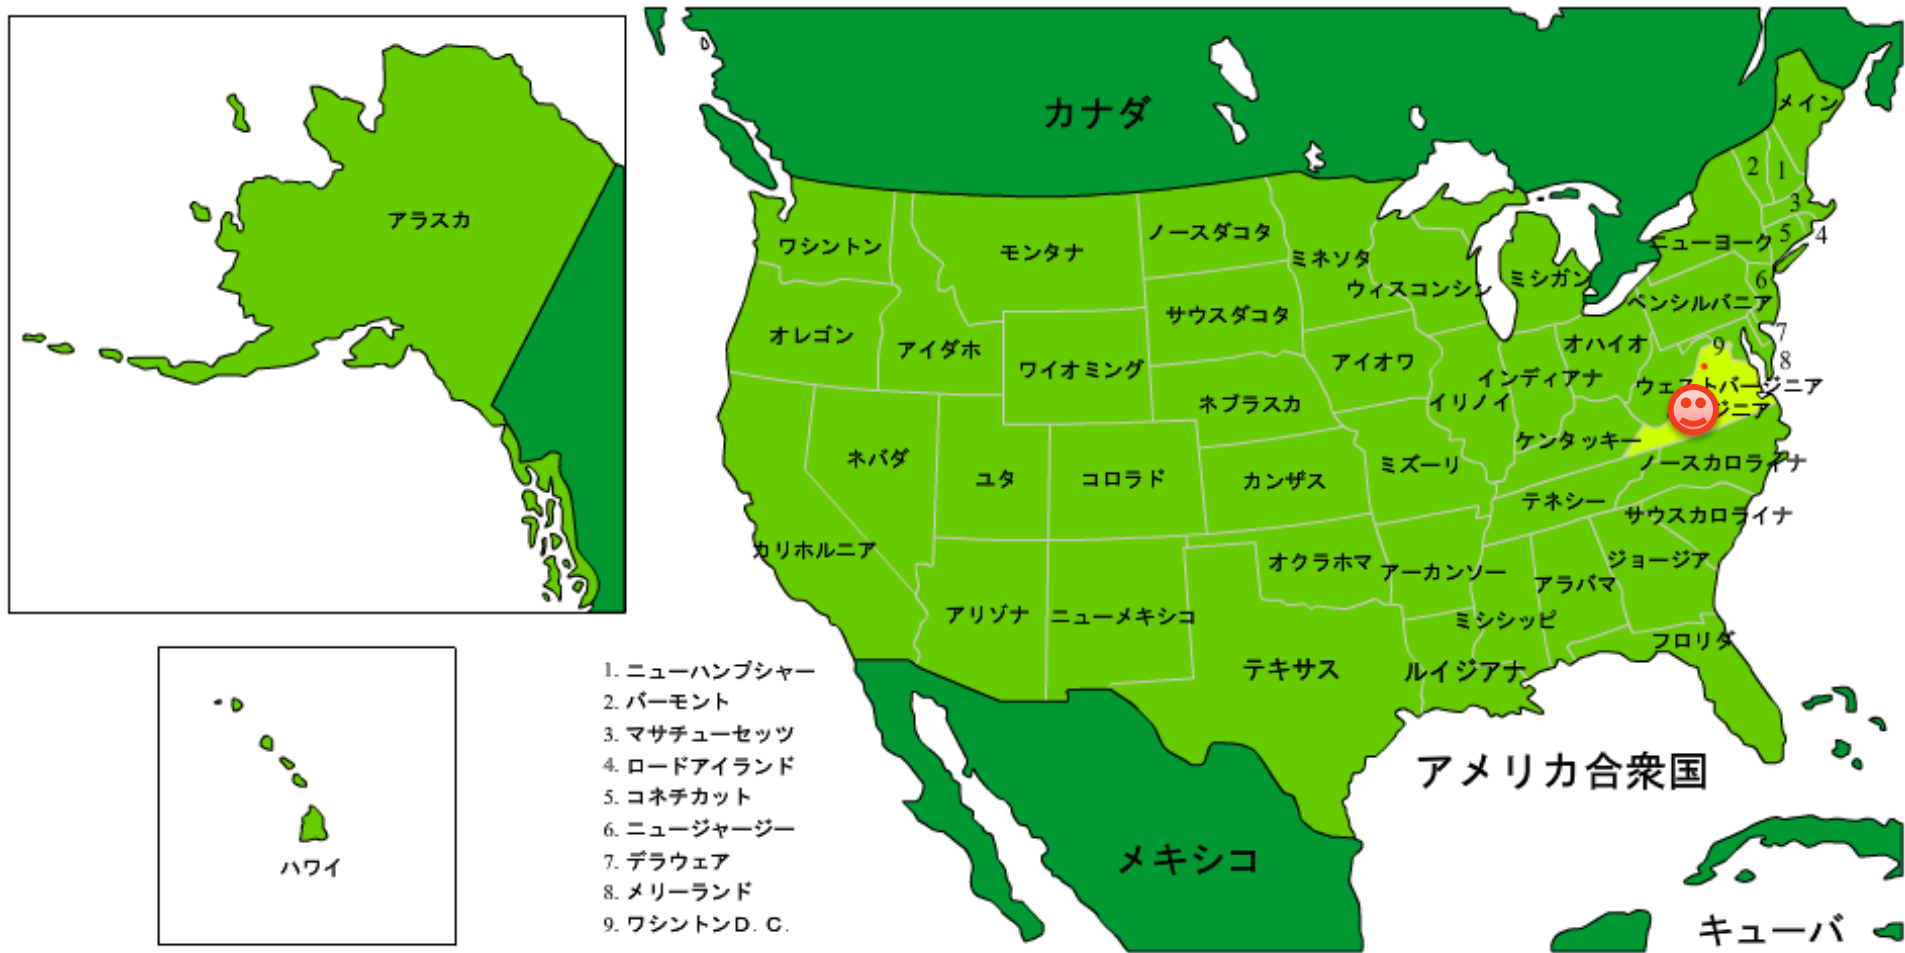 カナダ
メイン
2
1
3
4
5
6
7
8
9
アラスカ
ワシントン
モンタナ
ノースダコタ
ミネソタ
ウィスコンシン
ミシガン
ニューヨーク
ペンシルバニア
オレゴン
アイダホ
ワイオミング
サウスダコタ
アイオワ
オハイオ
インディアナ
イリノイ
ウェストバージニア
ジニア
ネブラスカ
ネバダ
ユタ
コロラド
カンザス
ミズーリ
ケンタッキー
ノースカロライナ
テネシー
サウスカロライナ
カリホルニア
アリゾナ
ニューメキシコ
オクラホマ
アーカンソー
ジョージア
アラバマ
ミシシッピ
フロリダ
テキサス
ルイジアナ
ハワイ
1. ニューハンプシャー
2. バーモント
3. マサチューセッツ
4. ロードアイランド
5. コネチカット
6. ニュージャージー
7. デラウェア
8. メリーランド
9. ワシントンD. C.
アメリカ合衆国
メキシコ
キューバ